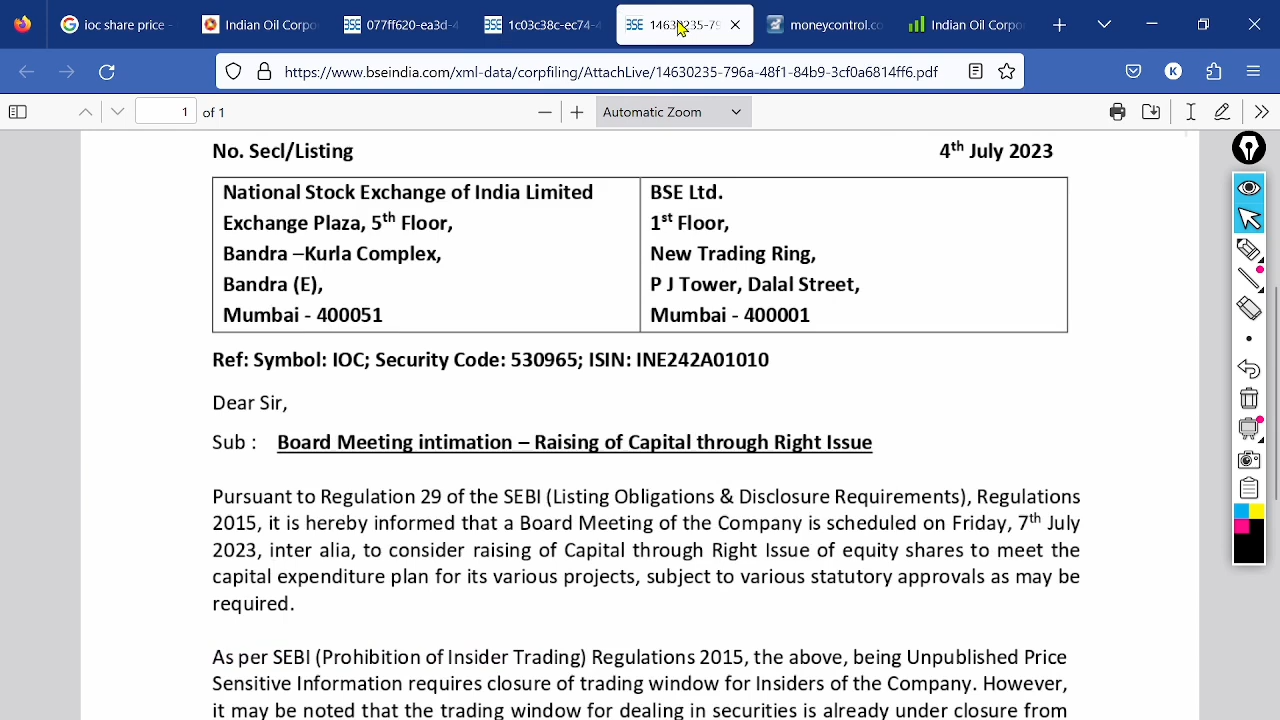 ioc share price -
Indian Oil Corpor
077ff620-ea3d-4
1c03c38c-ec74-4
moneycontrol.co
Indian Oil Corpor
https://www.bseindia.com/xml-data/corpfiling/AttachLive/14630235-796a-48f1-84b9-3cf0a6814ff6.pdf
K
1 of 1
Automatic Zoom
No. Secl/Listing
4th July 2023
National Stock Exchange of India Limited
Exchange Plaza, 5th Floor,
Bandra –Kurla Complex,
Bandra (E),
Mumbai - 400051
BSE Ltd.
1st Floor,
New Trading Ring,
P J Tower, Dalal Street,
Mumbai - 400001
Ref: Symbol: IOC; Security Code: 530965; ISIN: INE242A01010
Dear Sir,
Sub : Board Meeting intimation – Raising of Capital through Right Issue
Pursuant to Regulation 29 of the SEBI (Listing Obligations & Disclosure Requirements), Regulations
2015, it is hereby informed that a Board Meeting of the Company is scheduled on Friday, 7th July
2023, inter alia, to consider raising of Capital through Right Issue of equity shares to meet the
capital expenditure plan for its various projects, subject to various statutory approvals as may be
required.
As per SEBI (Prohibition of Insider Trading) Regulations 2015, the above, being Unpublished Price
Sensitive Information requires closure of trading window for Insiders of the Company. However,
it may be noted that the trading window for dealing in securities is already under closure from